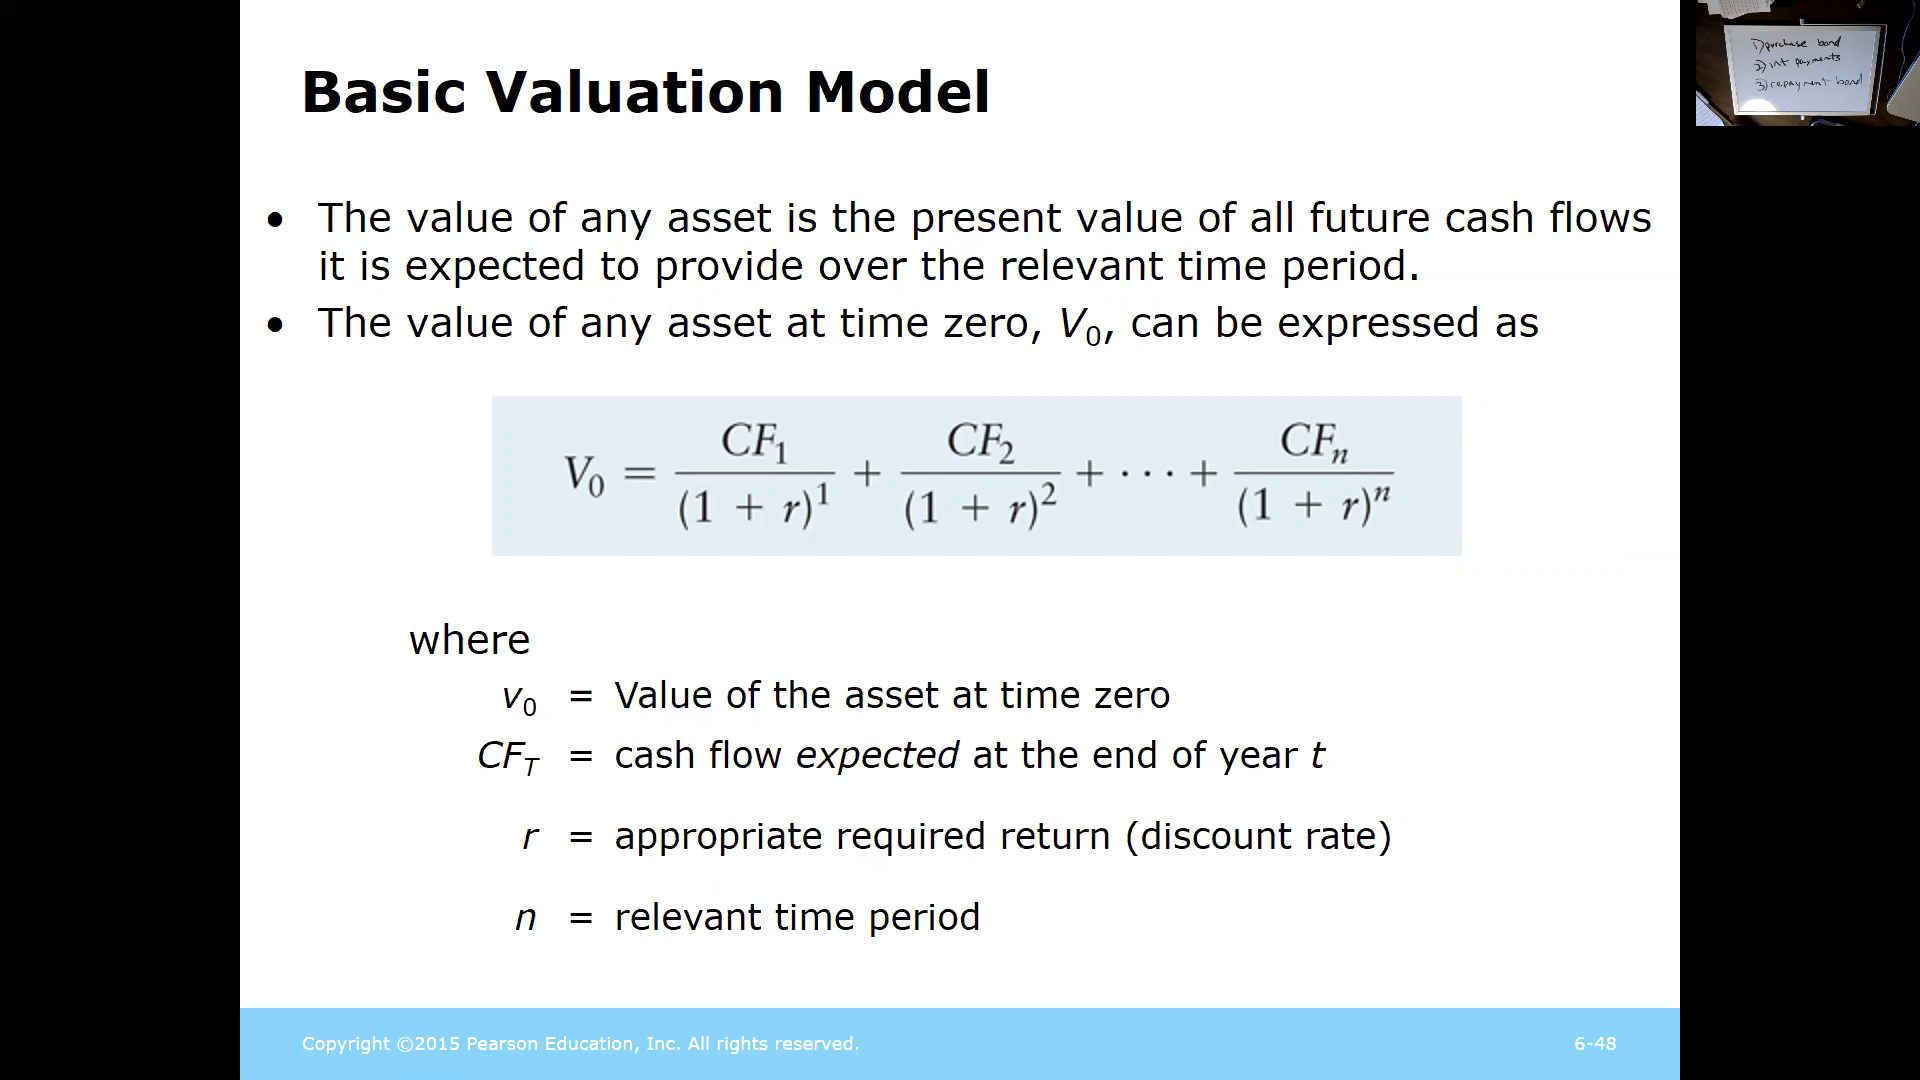 Basic Valuation Model
• The value of any asset is the present value of all future cash flows
it is expected to provide over the relevant time period.
• The value of any asset at time zero, V₀, can be expressed as
V₀ = CF₁/(1 + r)¹ + CF₂/(1 + r)² + · · · + CFₙ/(1 + r)ⁿ
where
v₀ = Value of the asset at time zero
CF_T = cash flow expected at the end of year t
r = appropriate required return (discount rate)
n = relevant time period
Copyright ©2015 Pearson Education, Inc. All rights reserved.
6-48
1) purchase bond
2) int payments
3) repayment bond